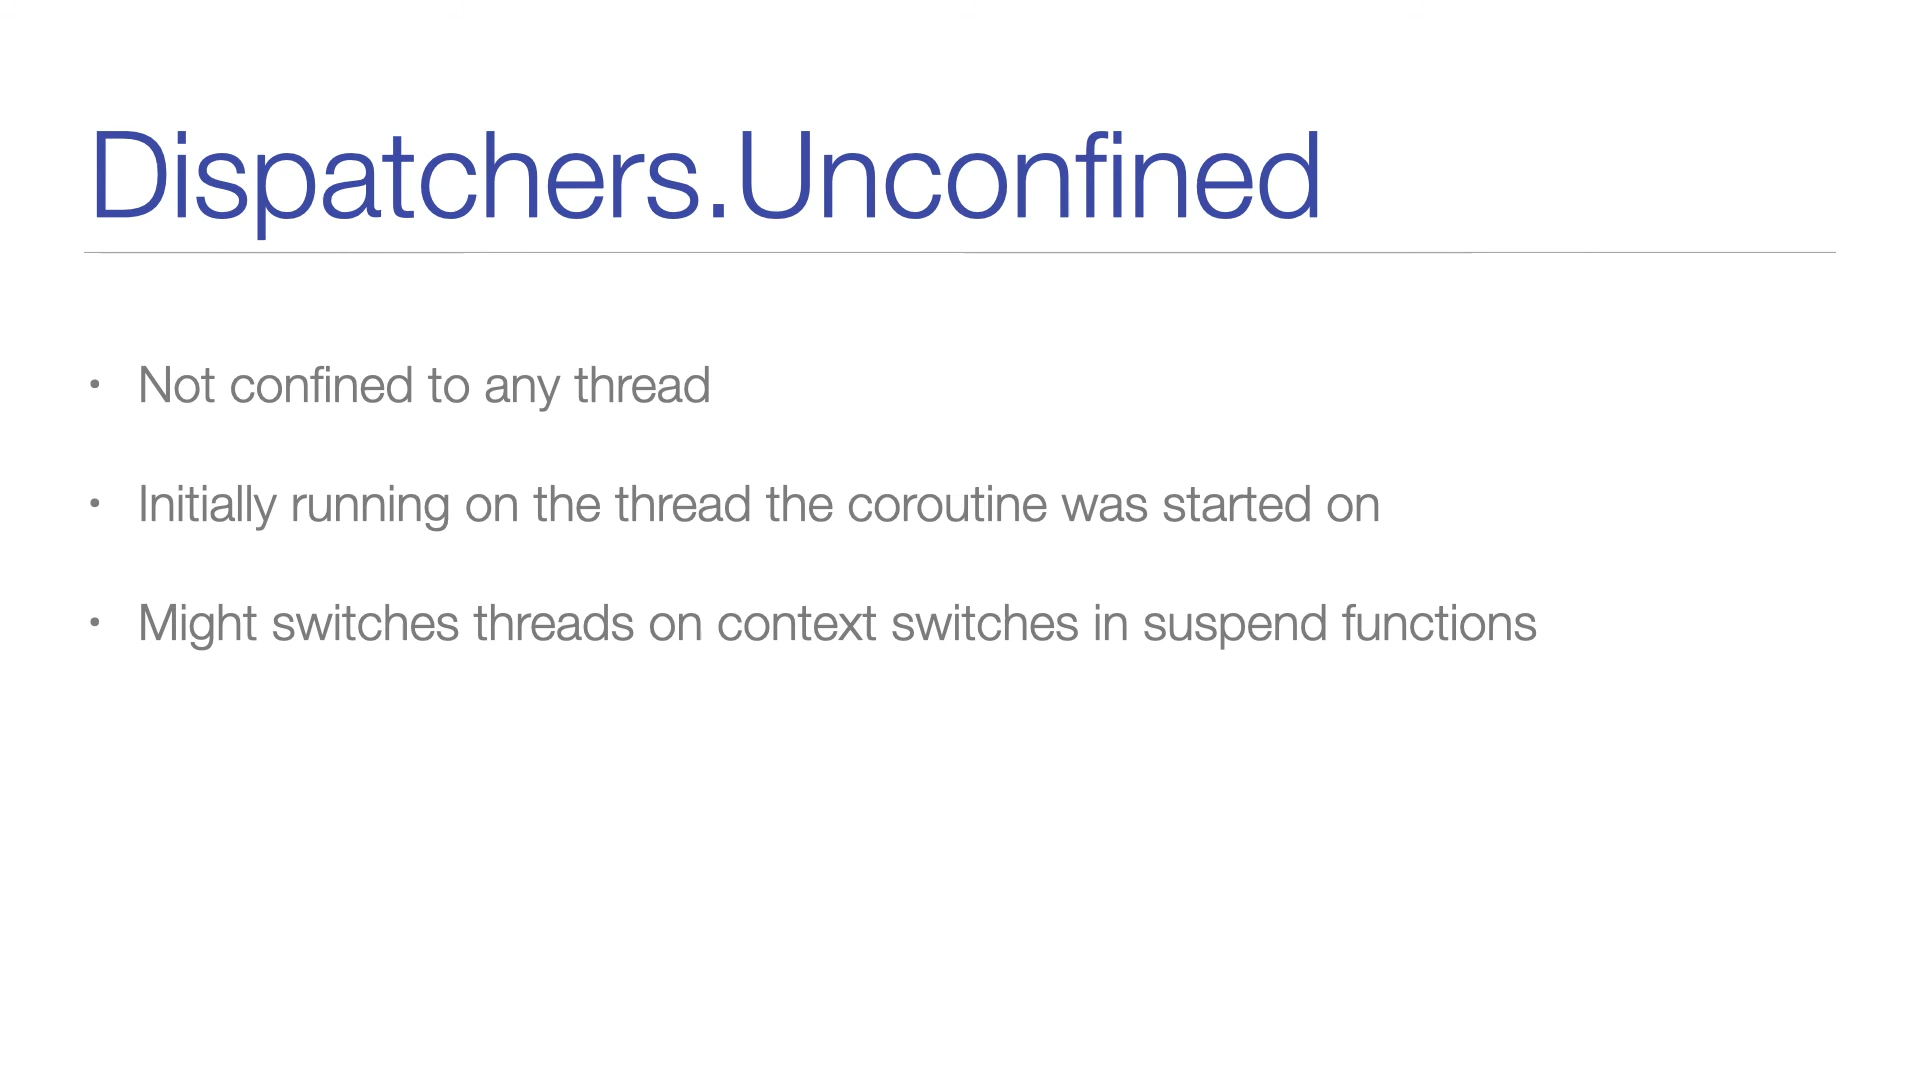 Dispatchers.Unconfined
• Not confined to any thread
• Initially running on the thread the coroutine was started on
• Might switches threads on context switches in suspend functions